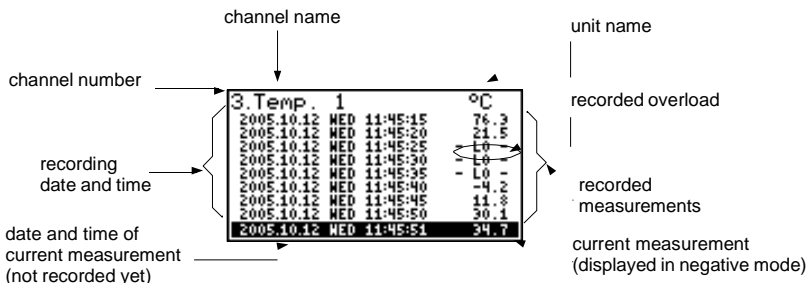 channel name
unit name
channel number
recorded overload
3.Temp. 1 °C
2005.10.12 WED 11:45:15 76.3
2005.10.12 WED 11:45:20 21.5
2005.10.12 WED 11:45:25 - LO -
2005.10.12 WED 11:45:30 - LO -
2005.10.12 WED 11:45:35 - LO -
2005.10.12 WED 11:45:40 -4.2
2005.10.12 WED 11:45:45 11.8
2005.10.12 WED 11:45:50 30.1
2005.10.12 WED 11:45:51 34.7
recording
date and time
recorded
measurements
date and time of
current measurement
(not recorded yet)
current measurement
(displayed in negative mode)